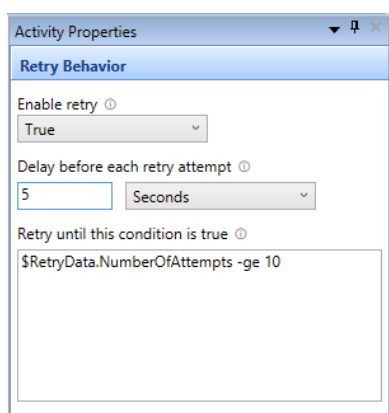 Activity Properties
Retry Behavior
Enable retry
True
Delay before each retry attempt
5 Seconds
Retry until this condition is true
$RetryData.NumberOfAttempts -ge 10